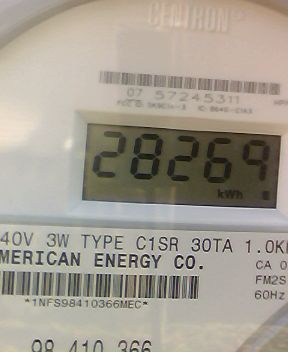 CENTRON®
07 57245311
28269
kWh
40V 3W TYPE C1SR 30TA 1.0K
MERICAN ENERGY CO.
CA 0
FM2S
60Hz
*1NFS98410366MEC*
98 410 366